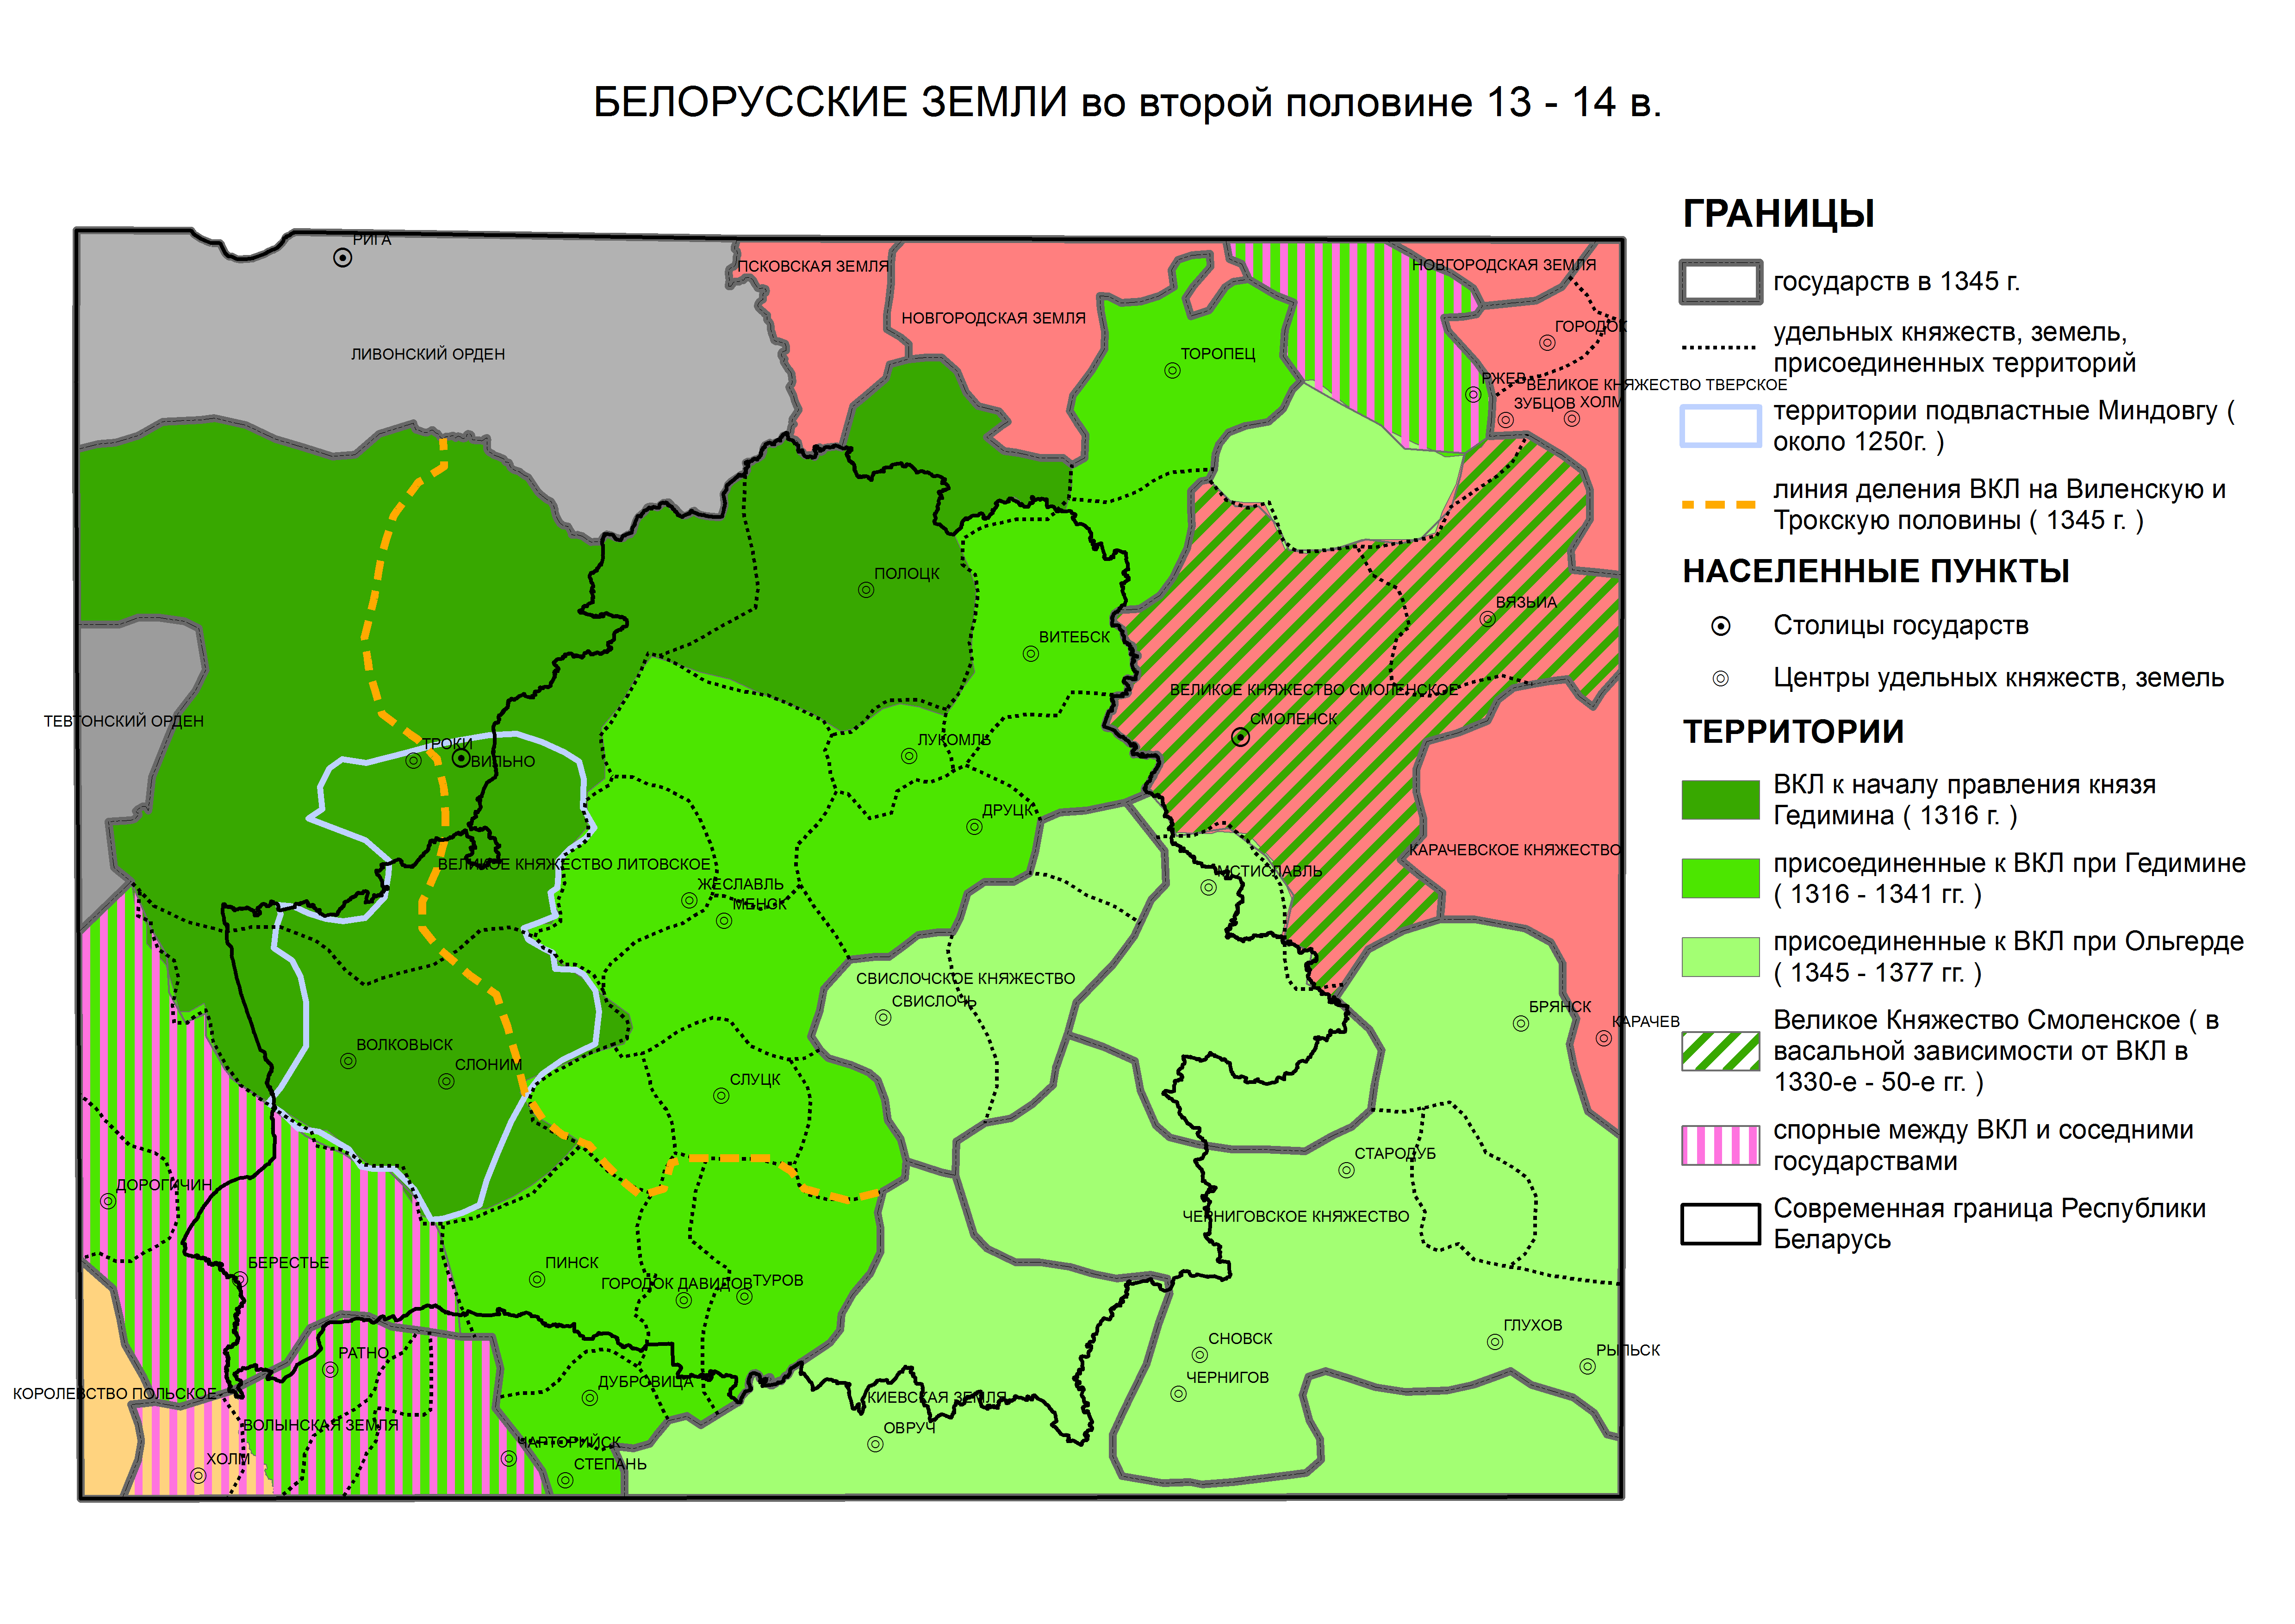 БЕЛОРУССКИЕ ЗЕМЛИ во второй половине 13 - 14 в.
РИГА
ПСКОВСКАЯ ЗЕМЛЯ
НОВГОРОДСКАЯ ЗЕМЛЯ
НОВГОРОДСКАЯ ЗЕМЛЯ
ГОРОДОК
ЛИВОНСКИЙ ОРДЕН
ТОРОПЕЦ
РЖЕВ
ВЕЛИКОЕ КНЯЖЕСТВО ТВЕРСКОЕ
ЗУБЦОВ
ХОЛМ
ПОЛОЦК
ВЯЗЬИА
ВИТЕБСК
ВЕЛИКОЕ КНЯЖЕСТВО СМОЛЕНСКОЕ
СМОЛЕНСК
ТЕВТОНСКИЙ ОРДЕН
ТРОКИ
ВИЛЬНО
ЛУКОМЛЬ
ДРУЦК
ВЕЛИКОЕ КНЯЖЕСТВО ЛИТОВСКОЕ
КАРАЧЕВСКОЕ КНЯЖЕСТВО
МСТИСЛАВЛЬ
ЖЕСЛАВЛЬ
МЕНСК
СВИСЛОЧСКОЕ КНЯЖЕСТВО
СВИСЛОЧЬ
БРЯНСК
КАРАЧЕВ
ВОЛКОВЫСК
СЛОНИМ
СЛУЦК
СТАРОДУБ
ДОРОГИЧИН
ЧЕРНИГОВСКОЕ КНЯЖЕСТВО
БЕРЕСТЬЕ
ПИНСК
ГОРОДОК ДАВИДОВ
ТУРОВ
ГЛУХОВ
СНОВСК
РЫЛЬСК
РАТНО
ЧЕРНИГОВ
ДУБРОВИЦА
КОРОЛЕВСТВО ПОЛЬСКОЕ
КИЕВСКАЯ ЗЕМЛЯ
ВОЛЫНСКАЯ ЗЕМЛЯ
ОВРУЧ
ЧАРТОРИЙСК
ХОЛМ
СТЕПАНЬ
ГРАНИЦЫ
государств в 1345 г.
удельных княжеств, земель,
присоединенных территорий
территории подвластные Миндовгу (
около 1250г. )
линия деления ВКЛ на Виленскую и
Трокскую половины ( 1345 г. )
НАСЕЛЕННЫЕ ПУНКТЫ
Столицы государств
Центры удельных княжеств, земель
ТЕРРИТОРИИ
ВКЛ к началу правления князя
Гедимина ( 1316 г. )
присоединенные к ВКЛ при Гедимине
( 1316 - 1341 гг. )
присоединенные к ВКЛ при Ольгерде
( 1345 - 1377 гг. )
Великое Княжество Смоленское ( в
васальной зависимости от ВКЛ в
1330-е - 50-е гг. )
спорные между ВКЛ и соседними
государствами
Современная граница Республики
Беларусь